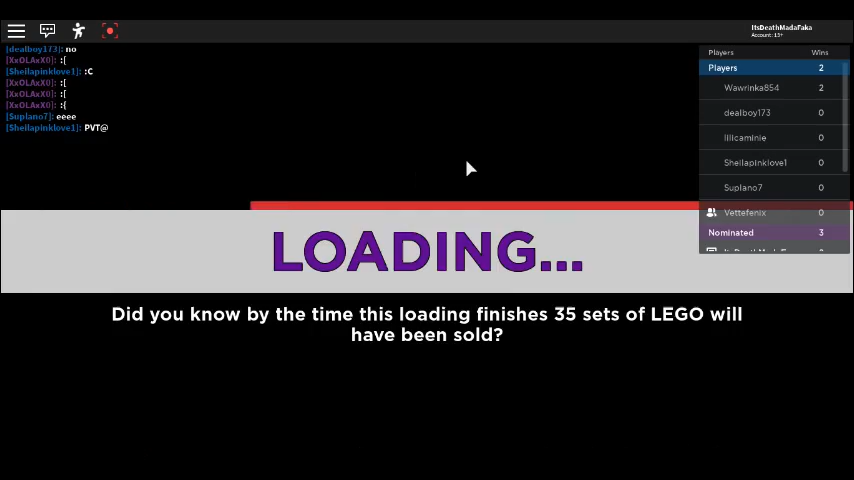 ItsDeathMadaFaka
Account: 13+
[dealboy173]: no
[XxOLAxX0]: :[
[Sheilapinklove1]: :C
[XxOLAxX0]: :[
[XxOLAxX0]: :[
[XxOLAxX0]: :{
[Suplano7]: eeee
[Sheilapinklove1]: PVT@
Players Wins
Players 2
Wawrinka854 2
dealboy173 0
lilicaminie 0
Sheilapinklove1 0
Suplano7 0
Vettefenix 0
Nominated 3
LOADING...
Did you know by the time this loading finishes 35 sets of LEGO will
have been sold?